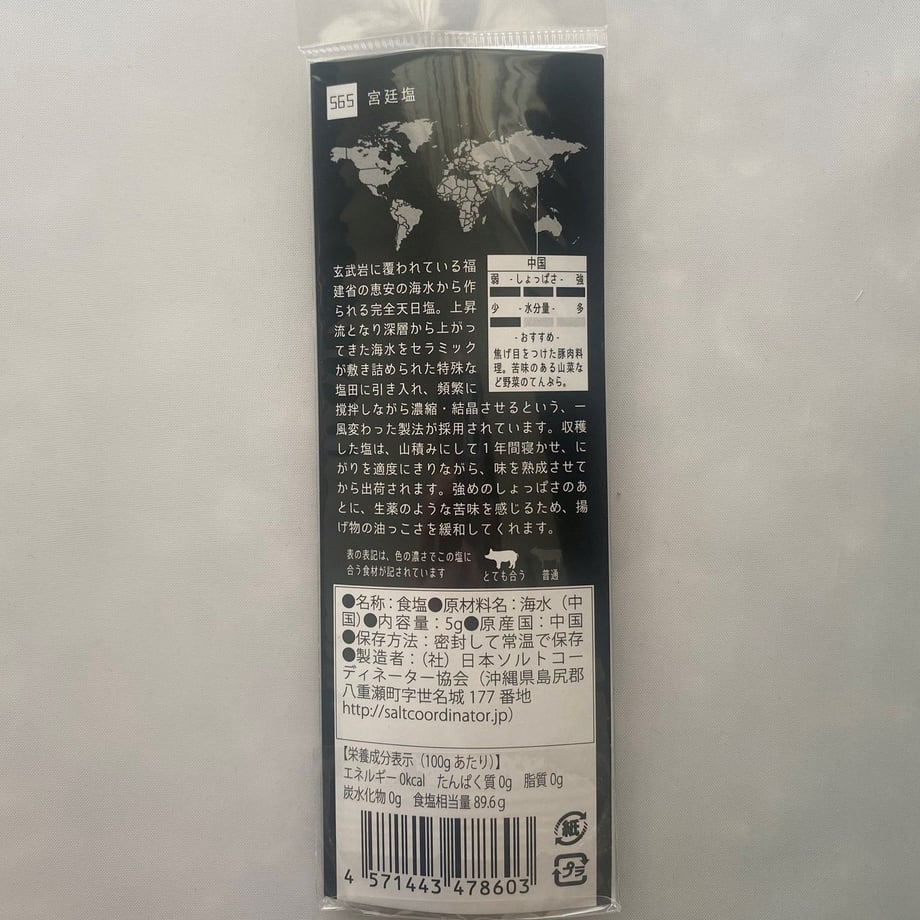 S6S 宮廷塩
玄武岩に覆われている福
建省の恵安の海水から作
られる完全天日塩。上昇
流となり深層から上がっ
てきた海水をセラミック
が敷き詰められた特殊な
塩田に引き入れ、頻繁に
撹拌しながら濃縮・結晶させるという、一
風変わった製法が採用されています。収穫
した塩は、山積みにして1年間寝かせ、に
がりを適度にきりながら、味を熟成させて
から出荷されます。強めのしょっぱさのあ
とに、生薬のような苦味を感じるため、揚
げ物の油っこさを緩和してくれます。
中国
弱 - しょっぱさ - 強
少 - 水分量 - 多
- おすすめ -
焦げ目をつけた豚肉料
理。苦味のある山菜な
ど野菜のてんぷら。
表の表記は、色の濃さでこの塩に
合う食材が記されています
とても合う 普通
●名称：食塩●原材料名：海水（中
国)●内容量：5g●原産国：中国
●保存方法：密封して常温で保存
●製造者：（社）日本ソルトコー
ディネーター協会（沖縄県島尻郡
八重瀬町字世名城 177 番地
http://saltcoordinator.jp）
【栄養成分表示（100gあたり)】
エネルギー 0kcal たんぱく質 0g 脂質 0g
炭水化物 0g 食塩相当量 89.6g
4 571443 478603
紙
プラ